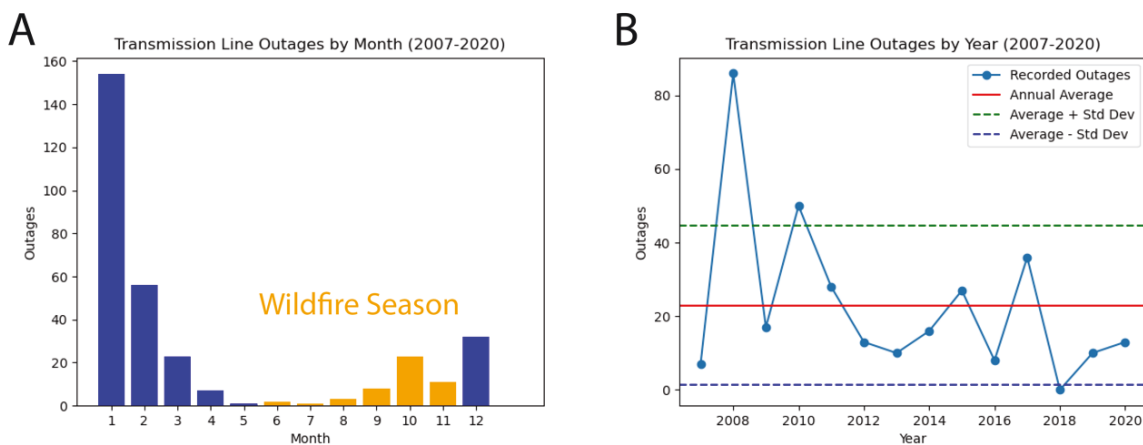 A
Transmission Line Outages by Month (2007-2020)
160
140
120
100
80
60
40
20
0
Outages
Wildfire Season
1 2 3 4 5 6 7 8 9 10 11 12
Month
B
Transmission Line Outages by Year (2007-2020)
Recorded Outages
Annual Average
Average + Std Dev
Average - Std Dev
80
60
40
20
0
Outages
2008 2010 2012 2014 2016 2018 2020
Year